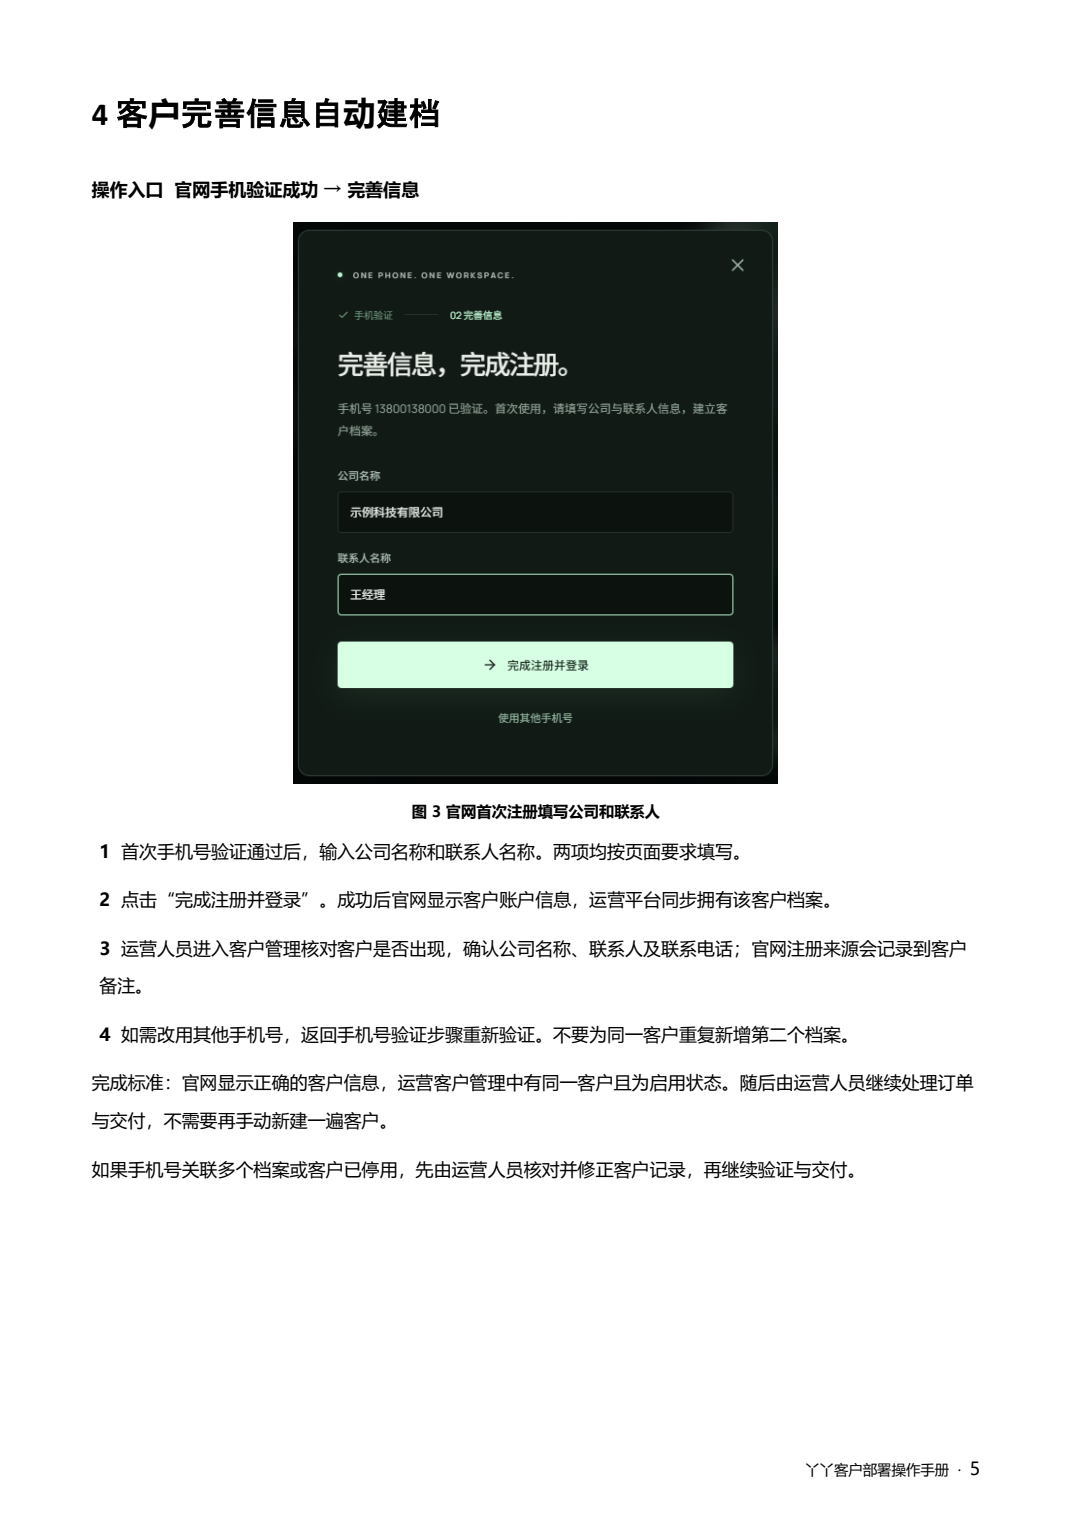 4 客户完善信息自动建档
操作入口 官网手机验证成功 → 完善信息
ONE PHONE. ONE WORKSPACE.
手机验证 02 完善信息
完善信息，完成注册。
手机号 13800138000 已验证。首次使用，请填写公司与联系人信息，建立客
户档案。
公司名称
示例科技有限公司
联系人名称
王经理
→ 完成注册并登录
使用其他手机号
图 3 官网首次注册填写公司和联系人
1 首次手机号验证通过后，输入公司名称和联系人名称。两项均按页面要求填写。
2 点击“完成注册并登录”。成功后官网显示客户账户信息，运营平台同步拥有该客户档案。
3 运营人员进入客户管理核对客户是否出现，确认公司名称、联系人及联系电话；官网注册来源会记录到客户
备注。
4 如需改用其他手机号，返回手机号验证步骤重新验证。不要为同一客户重复新增第二个档案。
完成标准：官网显示正确的客户信息，运营客户管理中有同一客户且为启用状态。随后由运营人员继续处理订单
与交付，不需要再手动新建一遍客户。
如果手机号关联多个档案或客户已停用，先由运营人员核对并修正客户记录，再继续验证与交付。
丫丫客户部署操作手册 · 5